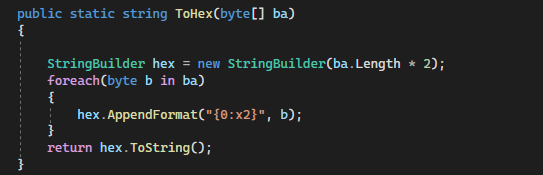 public static string ToHex(byte[] ba)
{
StringBuilder hex = new StringBuilder(ba.Length * 2);
foreach(byte b in ba)
{
hex.AppendFormat("{0:x2}", b);
}
return hex.ToString();
}